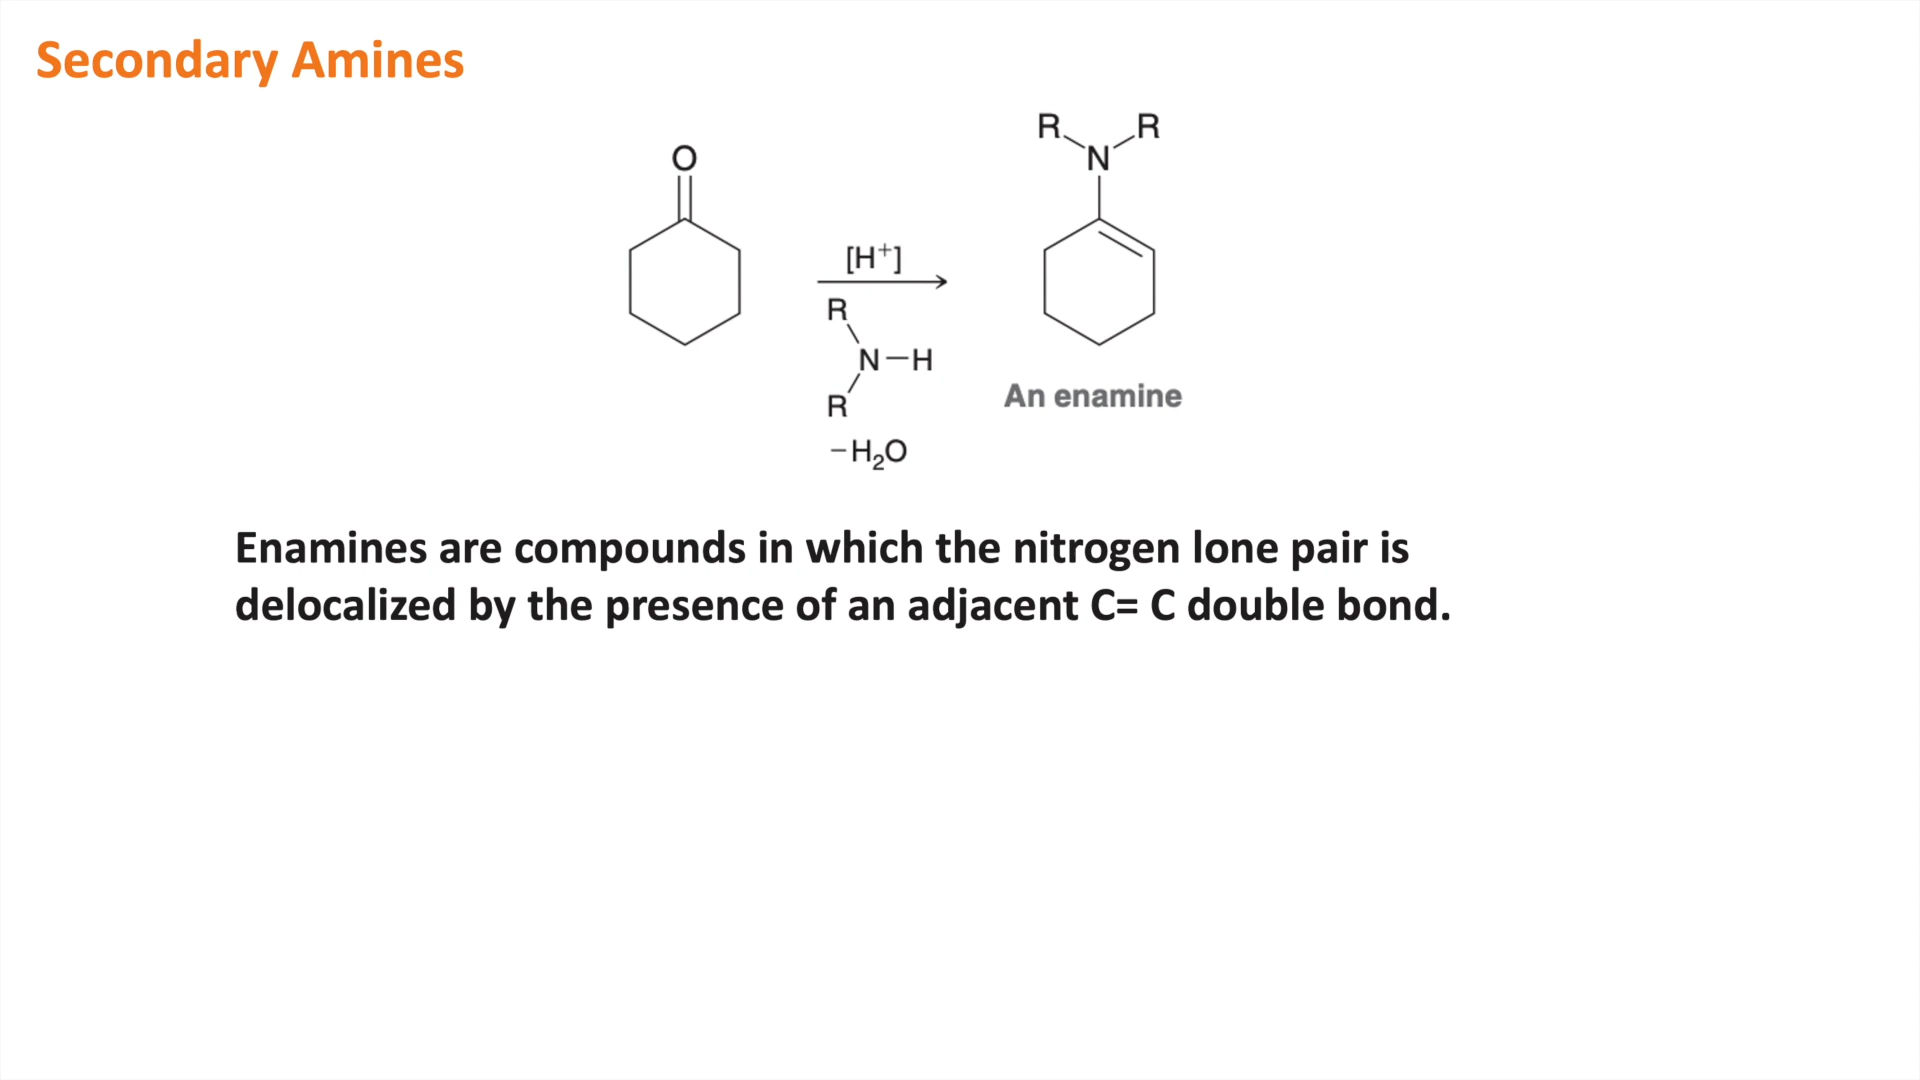 Secondary Amines
O
[H⁺]
R
N–H
R
–H₂O
R R
N
An enamine
Enamines are compounds in which the nitrogen lone pair is
delocalized by the presence of an adjacent C= C double bond.